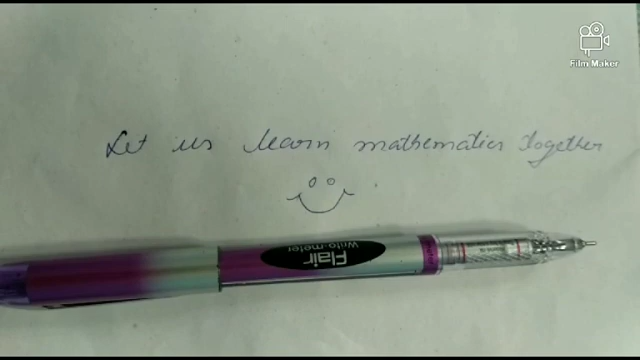 Film Maker
Let us learn mathematics together
Flair
Writo-meter